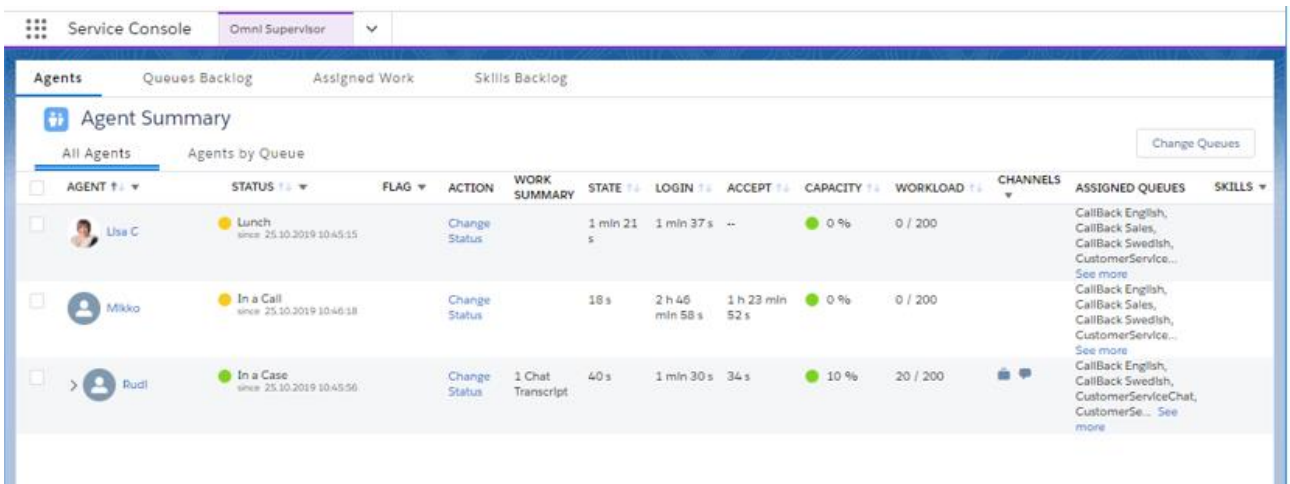 Service Console Omni Supervisor
Agents Queues Backlog Assigned Work Skills Backlog
Agent Summary
Change Queues
All Agents Agents by Queue
AGENT STATUS FLAG ACTION WORK SUMMARY STATE LOGIN ACCEPT CAPACITY WORKLOAD CHANNELS ASSIGNED QUEUES SKILLS
Lisa C
Lunch
since 25.10.2019 10:45:15
Change
Status
1 min 21
s
1 min 37 s
--
0 %
0 / 200
CallBack English,
CallBack Sales,
CallBack Swedish,
CustomerService...
See more
Mikko
In a Call
since 25.10.2019 10:46:18
Change
Status
18 s
2 h 46
min 58 s
1 h 23 min
52 s
0 %
0 / 200
CallBack English,
CallBack Sales,
CallBack Swedish,
CustomerService...
See more
Rudi
In a Case
since 25.10.2019 10:45:56
Change
Status
1 Chat
Transcript
40 s
1 min 30 s
34 s
10 %
20 / 200
CallBack English,
CallBack Swedish,
CustomerServiceChat,
CustomerSe... See
more